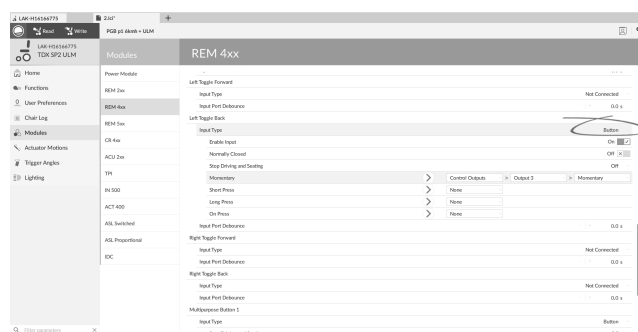 LAK-H16166775
2.lci*
+
Read
Write
PGB p1 6km/h + ULM
LAK-H16166775
TDX SP2 ULM
Modules
REM 4xx
Home
Functions
User Preferences
Chair Log
Modules
Actuator Motions
Trigger Angles
Lighting
Power Module
REM 2xx
REM 4xx
REM 5xx
CR 4xx
ACU 2xx
TPI
IN 500
ACT 400
ASL Switched
ASL Proportional
IDC
Left Toggle Forward
Input Type Not Connected
Input Port Debounce 0.0 s
Left Toggle Back
Input Type Button
Enable Input On
Normally Closed Off
Stop Driving and Seating Off
Momentary Control Outputs Output 3 Momentary
Short Press None
Long Press None
On Press None
Input Port Debounce 0.0 s
Right Toggle Forward
Input Type Not Connected
Input Port Debounce 0.0 s
Right Toggle Back
Input Type Not Connected
Input Port Debounce 0.0 s
Multipurpose Button 1
Input Type Button
Filter parameters